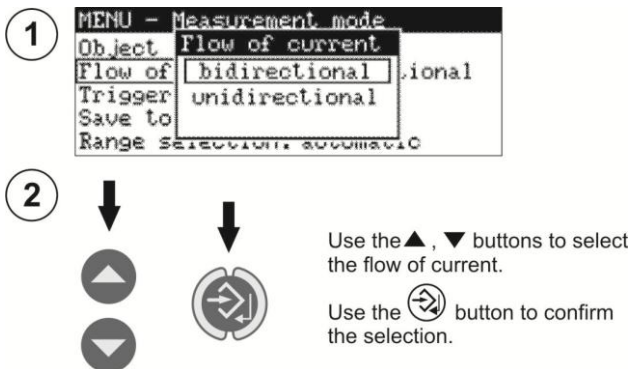 1
MENU - Measurement mode
Object
Flow of current
Flow of
bidirectional
.ional
Trigger
unidirectional
Save to
Range selection: automatic
2
Use the ▲ , ▼ buttons to select
the flow of current.
Use the button to confirm
the selection.